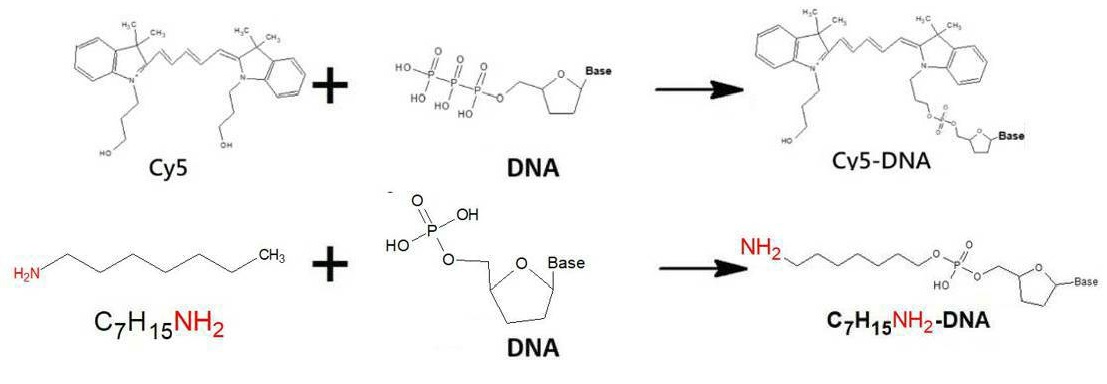 H₃C CH₃ H₃C CH₃
N⁺ N
HO OH
Cy5
+
HO O O O
P P P O
HO HO HO
O Base
DNA
H₃C CH₃ H₃C CH₃
N⁺ N
HO
O O
P O
O
O Base
Cy5-DNA
H₂N CH₃
C₇H₁₅NH₂
+
O
P OH
HO
O O Base
DNA
NH₂
O O
P
HO O O Base
C₇H₁₅NH₂-DNA